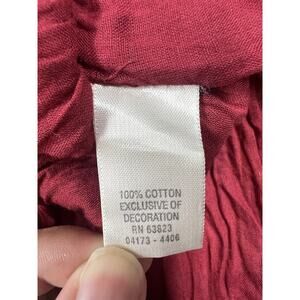 100% COTTON
EXCLUSIVE OF
DECORATION
RN 63823
04173 - 4406